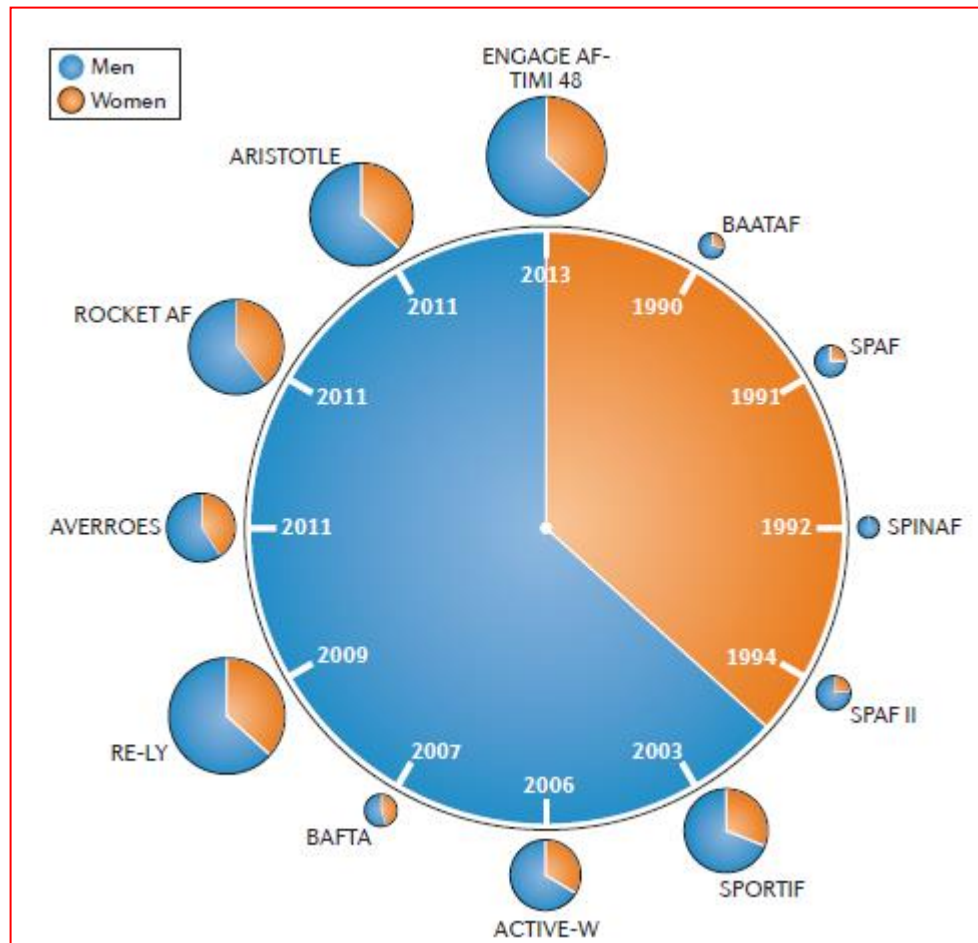 Men
Women
ENGAGE AF-
TIMI 48
ARISTOTLE
BAATAF
2013
2011
1990
ROCKET AF
SPAF
2011
1991
AVERROES
2011
1992
SPINAF
2009
1994
SPAF II
RE-LY
2007
2003
2006
BAFTA
SPORTIF
ACTIVE-W